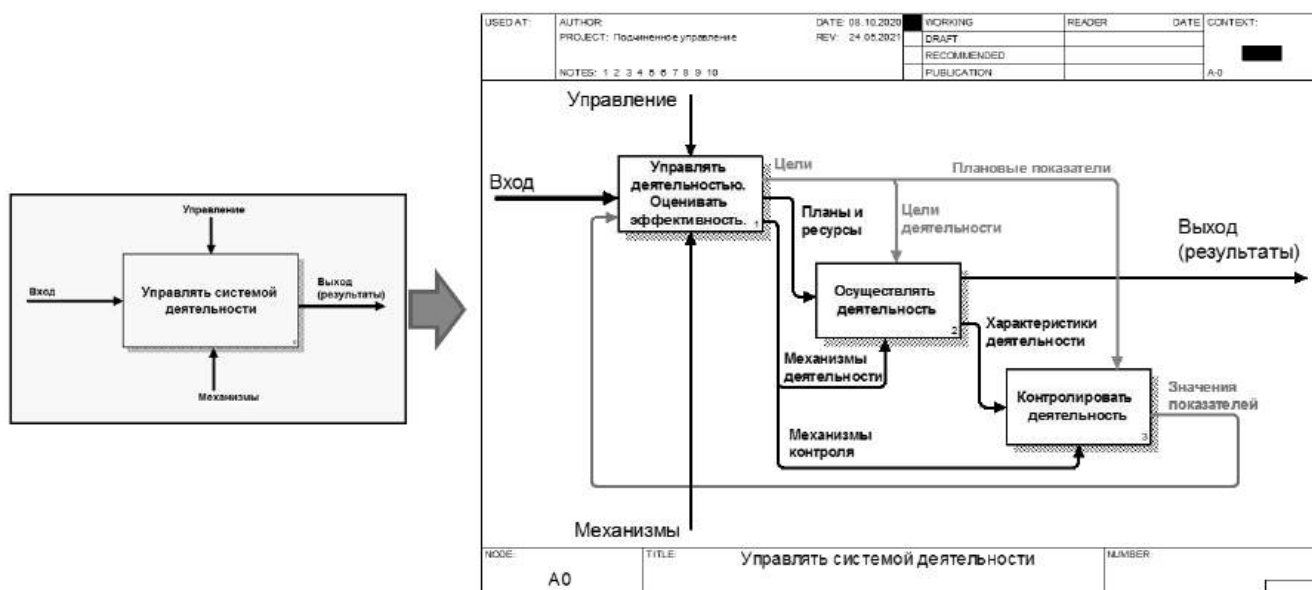 Управление
Вход
Управлять системой
деятельности
Выход
(результаты)
Механизмы
USED AT:
AUTHOR:
DATE: 08.10.2020
WORKING
READER
DATE
CONTEXT:
PROJECT: Подчиненное управление
REV: 24.05.2021
DRAFT
RECOMMENDED
NOTES: 1 2 3 4 5 6 7 8 9 10
PUBLICATION
A-0
Управление
Управлять
деятельностью.
Оценивать
эффективность.
1
Цели
Плановые показатели
Вход
Планы и
ресурсы
Цели
деятельности
Выход
(результаты)
Осуществлять
деятельность
2
Характеристики
деятельности
Механизмы
деятельности
Контролировать
деятельность
3
Значения
показателей
Механизмы
контроля
Механизмы
NODE:
A0
TITLE:
Управлять системой деятельности
NUMBER: